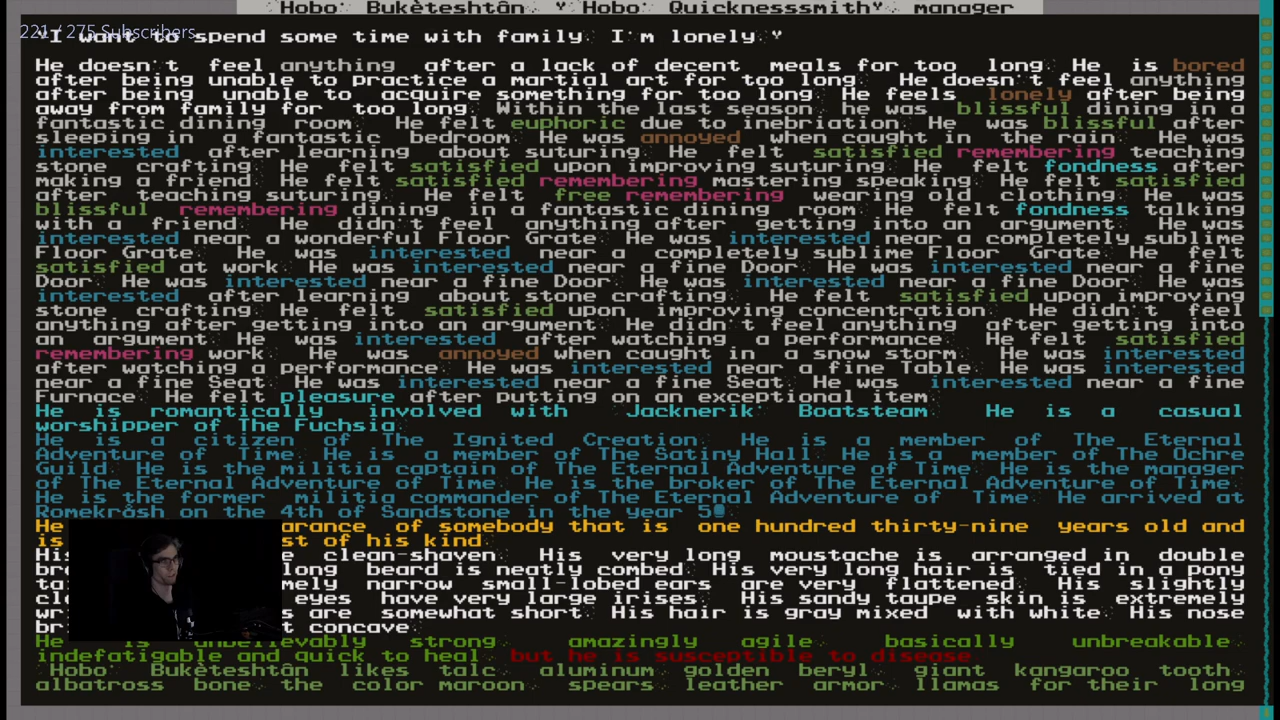 `Hobo' Bukèteshtân, "Hobo' Quicknesssmith", manager
221 / 275 Subscribers
"I want to spend some time with family. I'm lonely."
He doesn't feel anything after a lack of decent meals for too long. He is bored
after being unable to practice a martial art for too long. He doesn't feel anything
after being unable to acquire something for too long. He feels lonely after being
away from family for too long. Within the last season, he was blissful dining in a
fantastic dining room. He felt euphoric due to inebriation. He was blissful after
sleeping in a fantastic bedroom. He was annoyed when caught in the rain. He was
interested after learning about suturing. He felt satisfied remembering teaching
stone crafting. He felt satisfied upon improving suturing. He felt fondness after
making a friend. He felt satisfied remembering mastering speaking. He felt satisfied
after teaching suturing. He felt free remembering wearing old clothing. He was
blissful remembering dining in a fantastic dining room. He felt fondness talking
with a friend. He didn't feel anything after getting into an argument. He was
interested near a wonderful Floor Grate. He was interested near a completely sublime
Floor Grate. He was interested near a completely sublime Floor Grate. He felt
satisfied at work. He was interested near a fine Door. He was interested near a fine
Door. He was interested near a fine Door. He was interested near a fine Door. He was
interested after learning about stone crafting. He felt satisfied upon improving
stone crafting. He felt satisfied upon improving concentration. He didn't feel
anything after getting into an argument. He didn't feel anything after getting into
an argument. He was interested after watching a performance. He felt satisfied
remembering work. He was annoyed when caught in a snow storm. He was interested
after watching a performance. He was interested near a fine Table. He was interested
near a fine Seat. He was interested near a fine Seat. He was interested near a fine
Furnace. He felt pleasure after putting on an exceptional item.
He is romantically involved with Jacknerik Boatsteam. He is a casual
worshipper of The Fuchsia.
He is a citizen of The Ignited Creation. He is a member of The Eternal
Adventure of Time. He is a member of The Satiny Hall. He is a member of The Ochre
Guild. He is the militia captain of The Eternal Adventure of Time. He is the manager
of The Eternal Adventure of Time. He is the broker of The Eternal Adventure of Time.
He is the former militia commander of The Eternal Adventure of Time. He arrived at
Romekråsh on the 4th of Sandstone in the year 50.
He arance of somebody that is one hundred thirty-nine years old and
is st of his kind.
His e clean-shaven. His very long moustache is arranged in double
br long beard is neatly combed. His very long hair is tied in a pony
ta mely narrow small-lobed ears are very flattened. His slightly
cl eyes have very large irises. His sandy taupe skin is extremely
wr s are somewhat short. His hair is gray mixed with white. His nose
br t concave.
He is unbelievably strong, amazingly agile, basically unbreakable,
indefatigable and quick to heal, but he is susceptible to disease.
`Hobo' Bukèteshtân likes talc, aluminum, golden beryl, giant kangaroo tooth,
albatross bone, the color maroon, spears, leather armor, llamas for their long